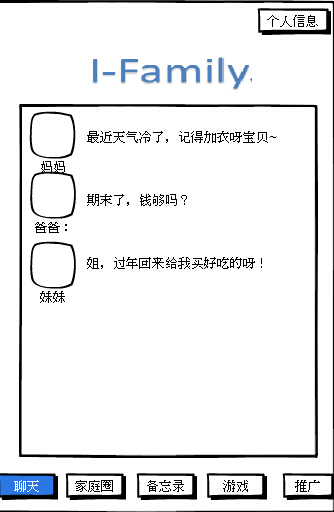 个人信息
I-Family.
最近天气冷了，记得加衣呀宝贝~
妈妈
期末了，钱够吗？
爸爸：
姐，过年回来给我买好吃的呀！
妹妹
聊天 家庭圈 备忘录 游戏 推广